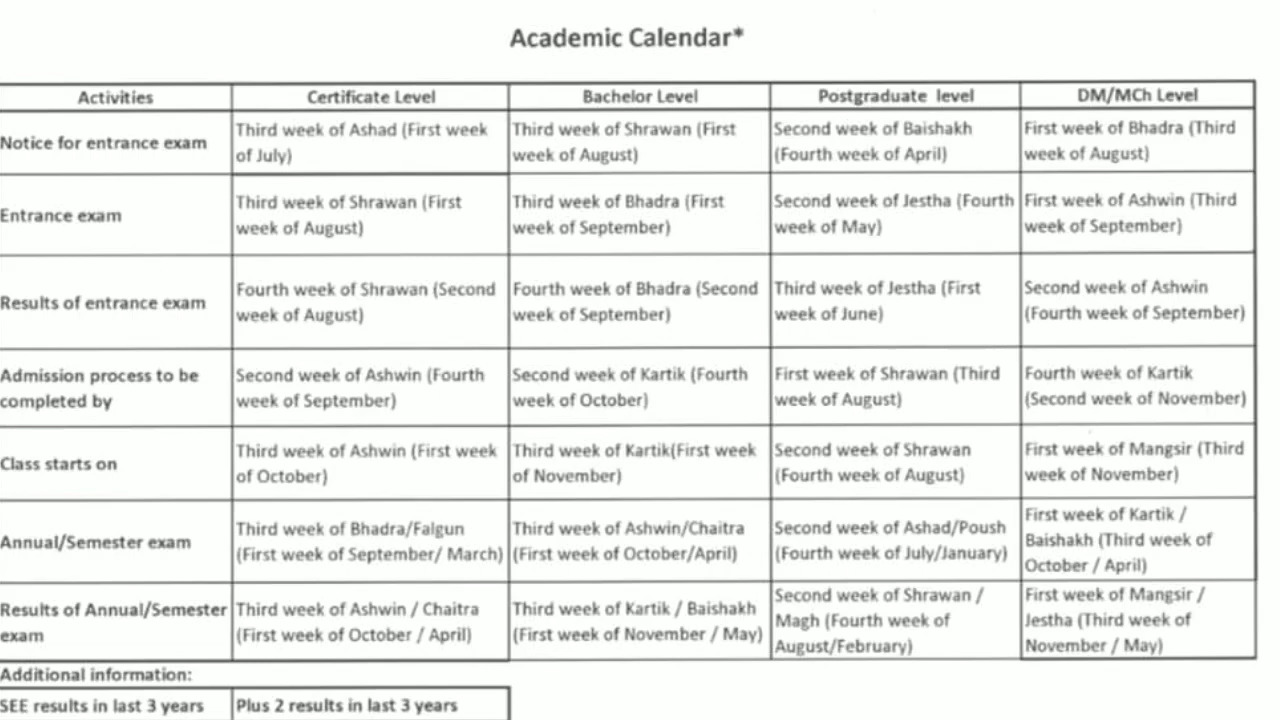 Academic Calendar*
Activities
Certificate Level
Bachelor Level
Postgraduate level
DM/MCh Level
Notice for entrance exam
Third week of Ashad (First week
of July)
Third week of Shrawan (First
week of August)
Second week of Baishakh
(Fourth week of April)
First week of Bhadra (Third
week of August)
Entrance exam
Third week of Shrawan (First
week of August)
Third week of Bhadra (First
week of September)
Second week of Jestha (Fourth
week of May)
First week of Ashwin (Third
week of September)
Results of entrance exam
Fourth week of Shrawan (Second
week of August)
Fourth week of Bhadra (Second
week of September)
Third week of Jestha (First
week of June)
Second week of Ashwin
(Fourth week of September)
Admission process to be
completed by
Second week of Ashwin (Fourth
week of September)
Second week of Kartik (Fourth
week of October)
First week of Shrawan (Third
week of August)
Fourth week of Kartik
(Second week of November)
Class starts on
Third week of Ashwin (First week
of October)
Third week of Kartik(First week
of November)
Second week of Shrawan
(Fourth week of August)
First week of Mangsir (Third
week of November)
Annual/Semester exam
Third week of Bhadra/Falgun
(First week of September/ March)
Third week of Ashwin/Chaitra
(First week of October/April)
Second week of Ashad/Poush
(Fourth week of July/January)
First week of Kartik /
Baishakh (Third week of
October / April)
Results of Annual/Semester
exam
Third week of Ashwin / Chaitra
(First week of October / April)
Third week of Kartik / Baishakh
(First week of November / May)
Second week of Shrawan /
Magh (Fourth week of
August/February)
First week of Mangsir /
Jestha (Third week of
November / May)
Additional information:
SEE results in last 3 years
Plus 2 results in last 3 years